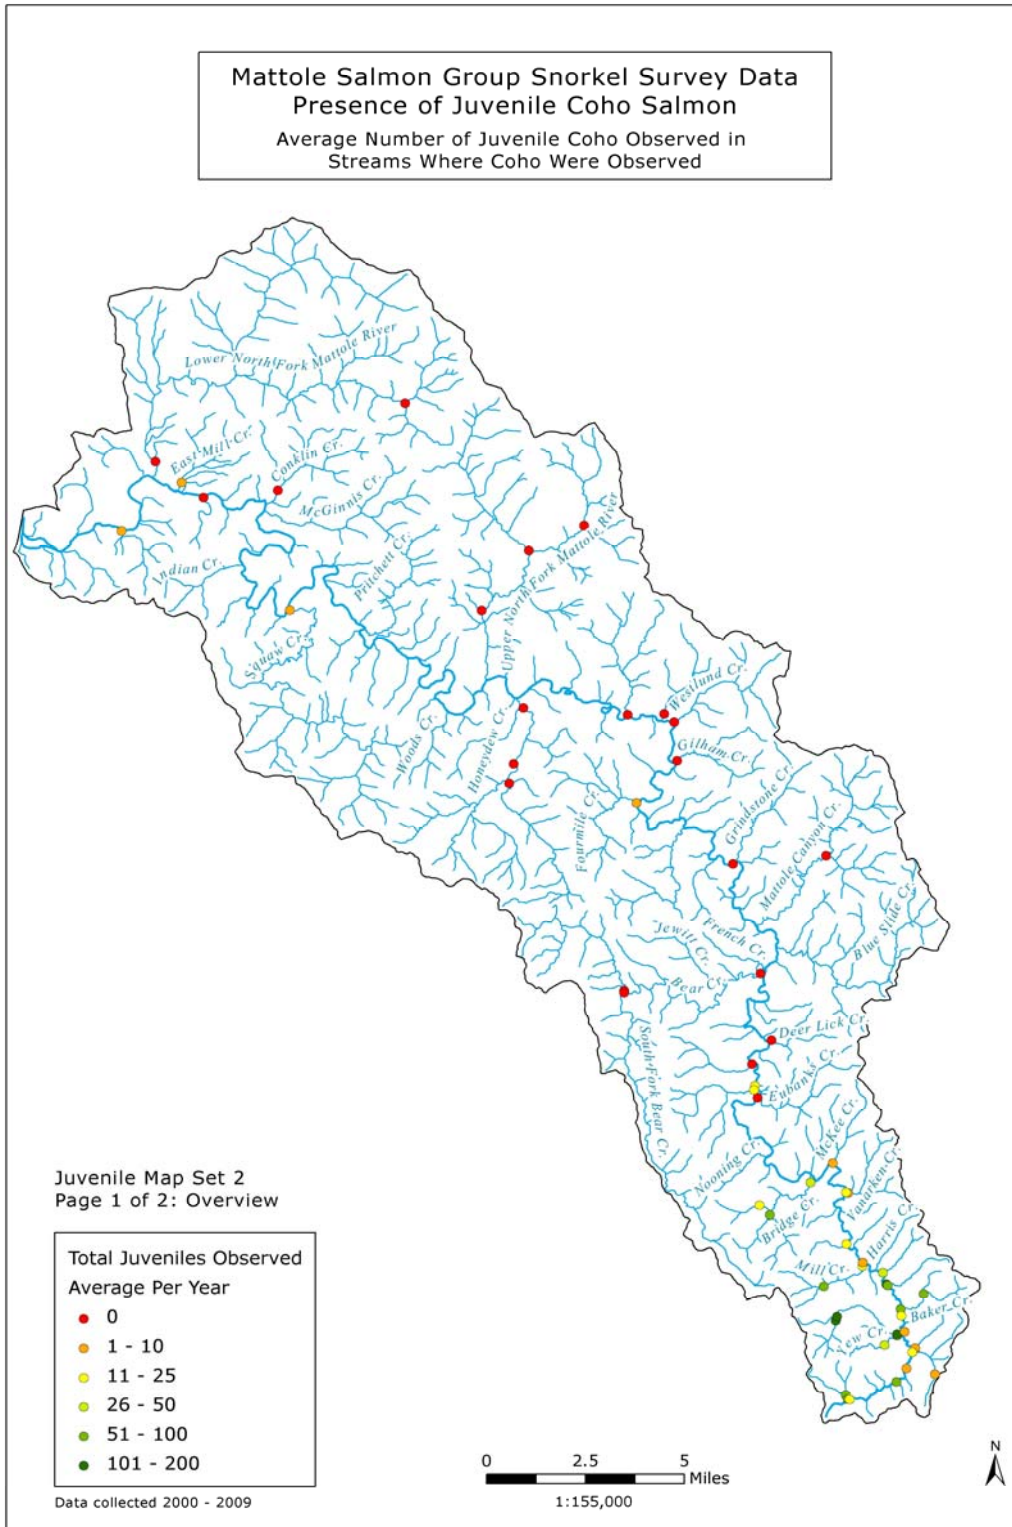 Mattole Salmon Group Snorkel Survey Data
Presence of Juvenile Coho Salmon
Average Number of Juvenile Coho Observed in
Streams Where Coho Were Observed
Lower North Fork Mattole River
East Mill Cr.
Conklin Cr.
McGinnis Cr.
Indian Cr.
Pritchett Cr.
Upper North Fork Mattole River
Squaw Cr.
Westlund Cr.
Woods Cr.
Honeydew Cr.
Gilham Cr.
Fourmile Cr.
Grindstone Cr.
Mattole Canyon Cr.
Blue Slide Cr.
Jewitt Cr.
French Cr.
Bear Cr.
South Fork Bear Cr.
Deer Lick Cr.
Eubanks Cr.
McKee Cr.
Nooning Cr.
Vanarken Cr.
Bridge Cr.
Harris Cr.
Mill Cr.
Baker Cr.
Yew Cr.
Juvenile Map Set 2
Page 1 of 2: Overview
Total Juveniles Observed
Average Per Year
0
1 - 10
11 - 25
26 - 50
51 - 100
101 - 200
Data collected 2000 - 2009
0 2.5 5
Miles
1:155,000
N